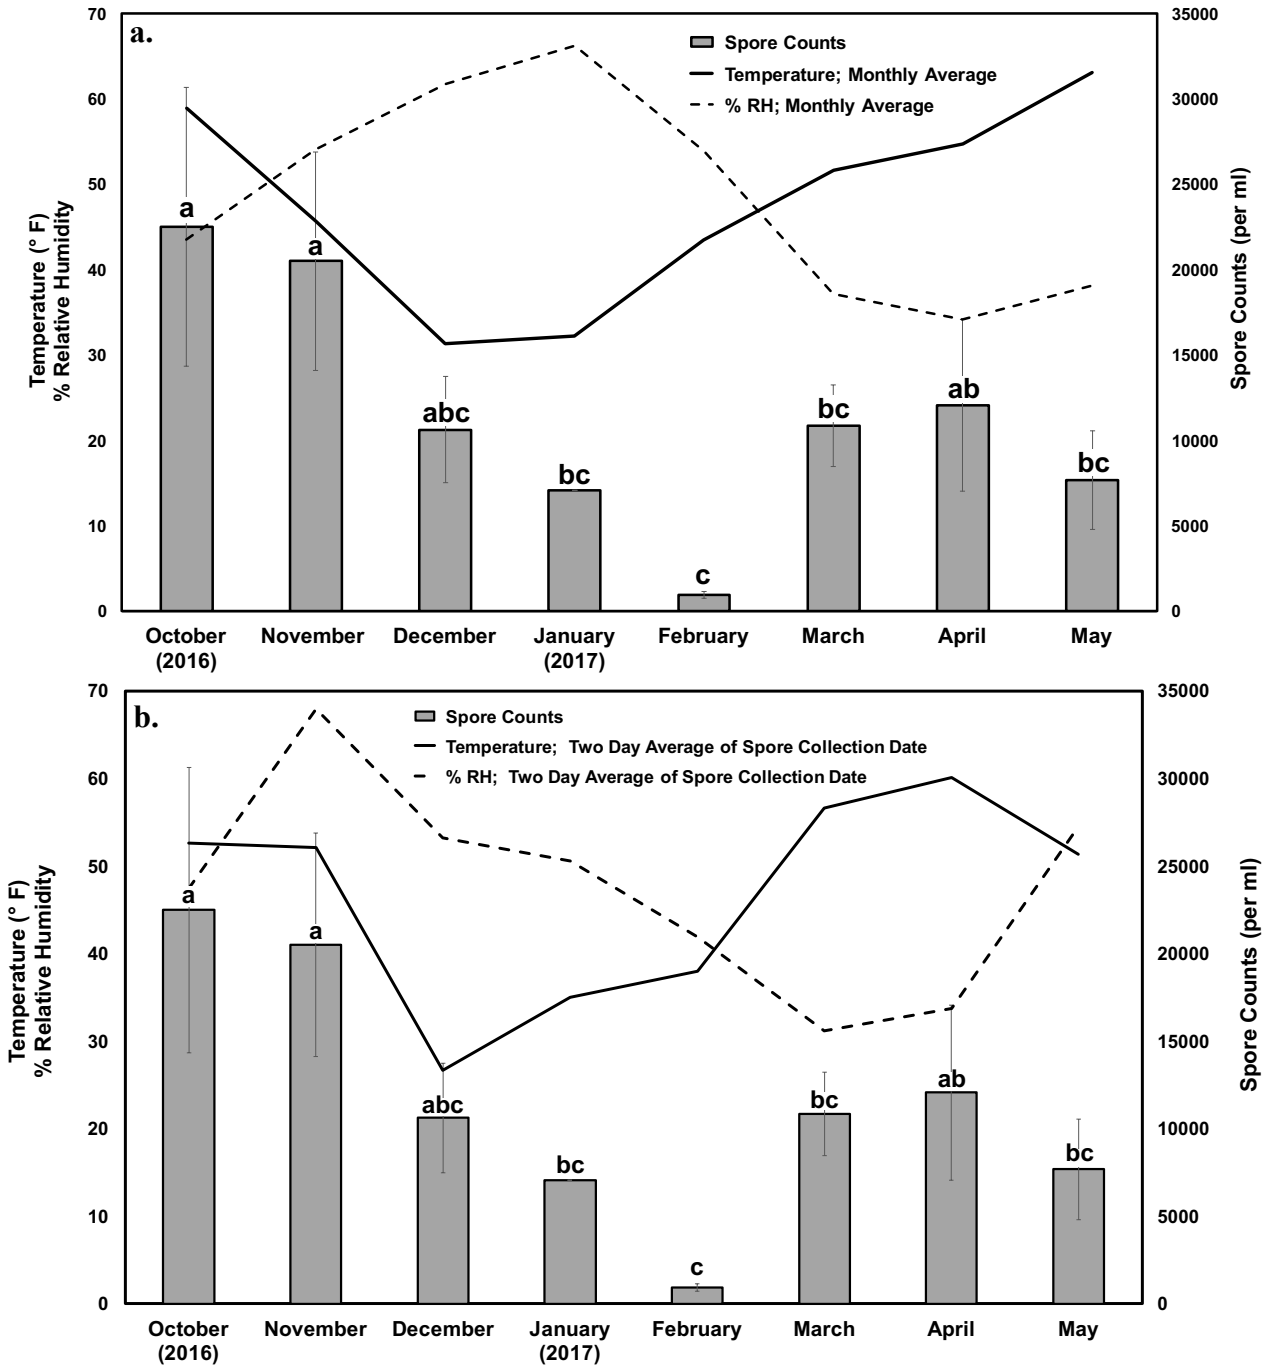 a.
Spore Counts
Temperature; Monthly Average
% RH; Monthly Average
Temperature (° F)
% Relative Humidity
Spore Counts (per ml)
70
60
50
40
30
20
10
0
35000
30000
25000
20000
15000
10000
5000
0
a
a
abc
bc
c
bc
ab
bc
October
(2016)
November
December
January
(2017)
February
March
April
May
b.
Spore Counts
Temperature; Two Day Average of Spore Collection Date
% RH; Two Day Average of Spore Collection Date
Temperature (° F)
% Relative Humidity
Spore Counts (per ml)
70
60
50
40
30
20
10
0
35000
30000
25000
20000
15000
10000
5000
0
a
a
abc
bc
c
bc
ab
bc
October
(2016)
November
December
January
(2017)
February
March
April
May